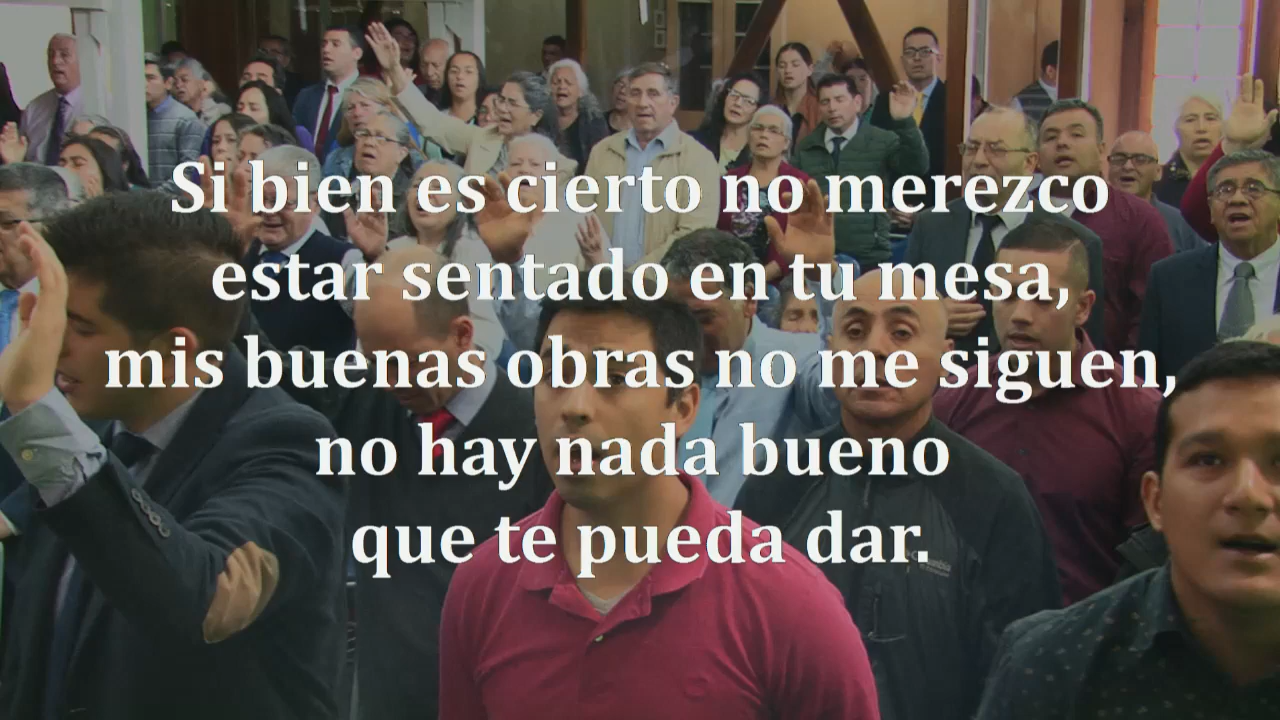 Si bien es cierto no merezco
estar sentado en tu mesa,
mis buenas obras no me siguen,
no hay nada bueno
que te pueda dar.